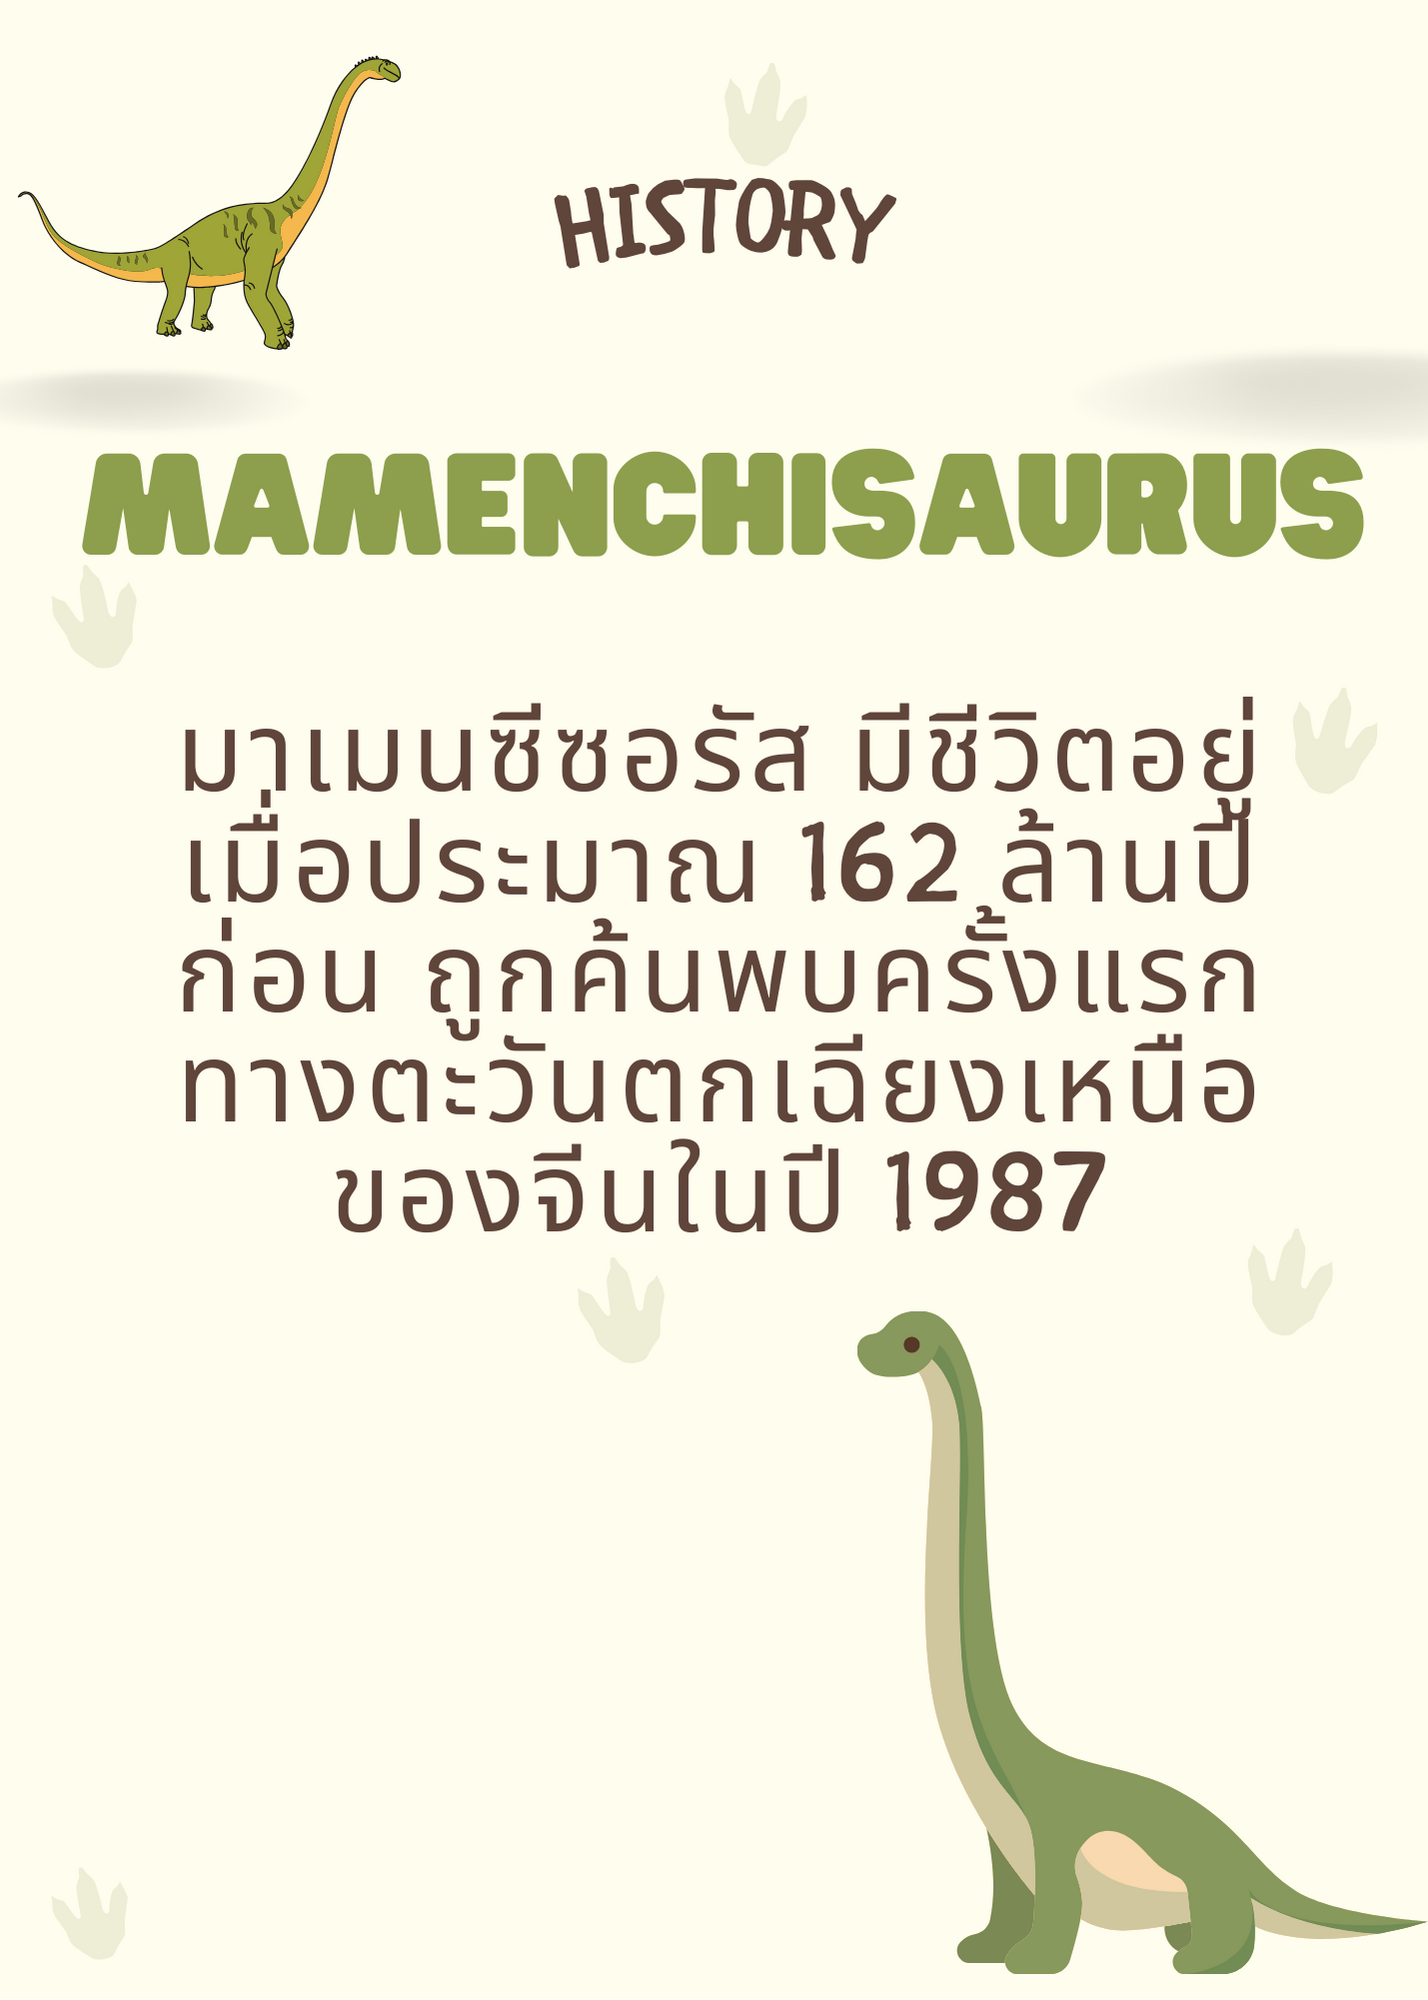 HISTORY
MAMENCHISAURUS
มาเมนซีซอรัส มีชีวิตอยู่
เมื่อประมาณ 162 ล้านปี
ก่อน ถูกค้นพบครั้งแรก
ทางตะวันตกเฉียงเหนือ
ของจีนในปี 1987